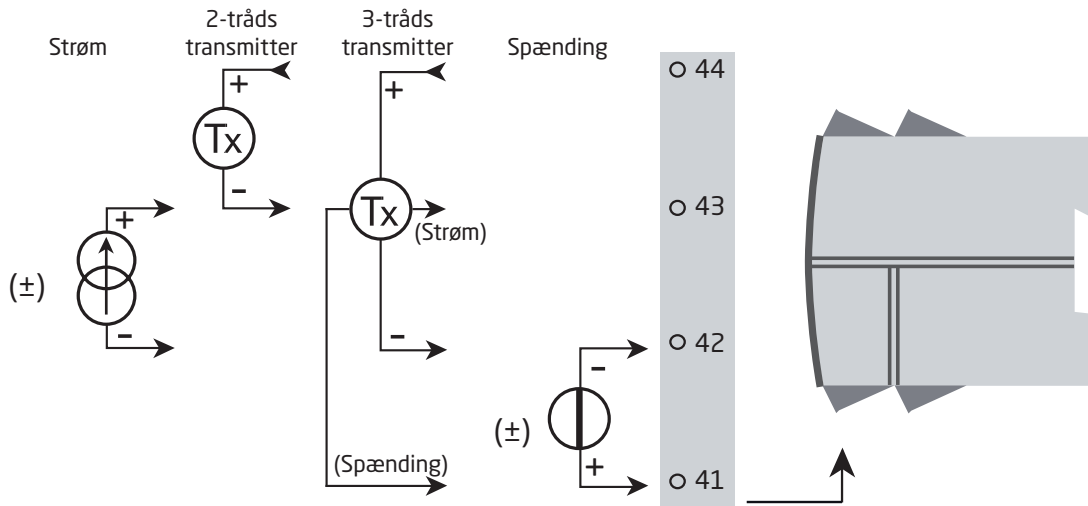 Strøm
2-tråds
transmitter
3-tråds
transmitter
Spænding
+
Tx
-
+
Tx
(Strøm)
-
(Spænding)
(±)
+
-
(±)
-
+
44
43
42
41